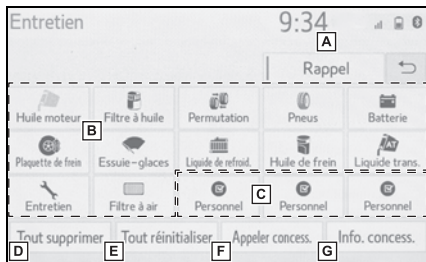 Entretien 9:34
A
Rappel
Huile moteur Filtre à huile Permutation Pneus Batterie
B
Plaquette de frein Essuie-glaces Liquide de refroid. Huile de frein Liquide trans.
AT
C
Entretien Filtre à air Personnel Personnel Personnel
Tout supprimer Tout réinitialiser Appeler concess. Info. concess.
D E F G